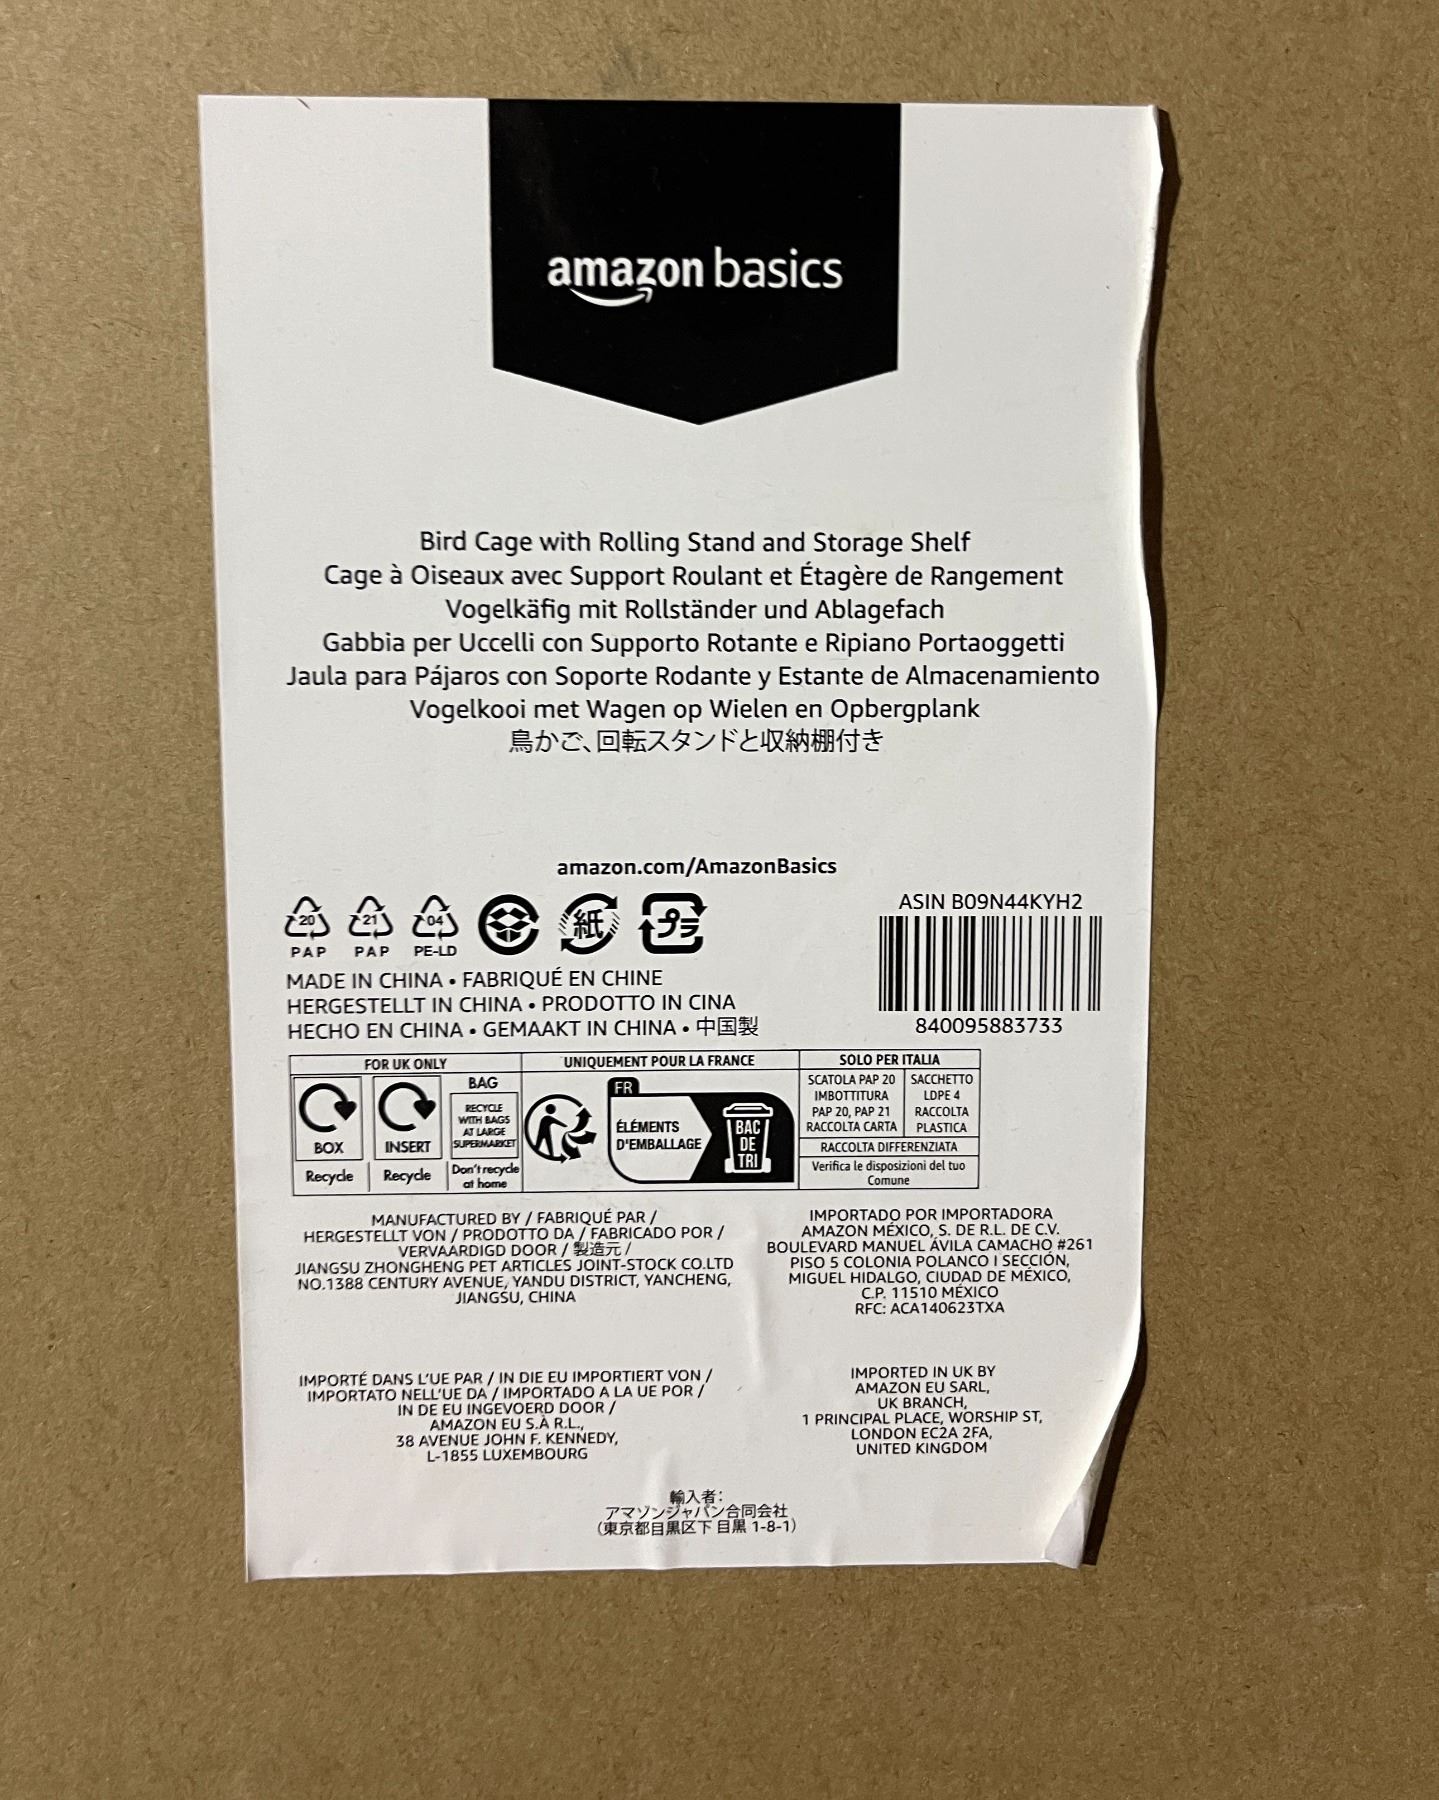 amazon basics
Bird Cage with Rolling Stand and Storage Shelf
Cage à Oiseaux avec Support Roulant et Étagère de Rangement
Vogelkäfig mit Rollständer und Ablagefach
Gabbia per Uccelli con Supporto Rotante e Ripiano Portaoggetti
Jaula para Pájaros con Soporte Rodante y Estante de Almacenamiento
Vogelkooi met Wagen op Wielen en Opbergplank
鳥かご、回転スタンドと収納棚付き
amazon.com/AmazonBasics
20
PAP
21
PAP
04
PE-LD
紙
プラ
ASIN B09N44KYH2
840095883733
MADE IN CHINA • FABRIQUÉ EN CHINE
HERGESTELLT IN CHINA • PRODOTTO IN CINA
HECHO EN CHINA • GEMAAKT IN CHINA • 中国製
FOR UK ONLY
BOX
Recycle
INSERT
Recycle
BAG
RECYCLE
WITH BAGS
AT LARGE
SUPERMARKET
Don't recycle
at home
UNIQUEMENT POUR LA FRANCE
FR
ÉLÉMENTS
D'EMBALLAGE
BAC
DE
TRI
SOLO PER ITALIA
SCATOLA PAP 20
IMBOTTITURA
PAP 20, PAP 21
RACCOLTA CARTA
SACCHETTO
LDPE 4
RACCOLTA
PLASTICA
RACCOLTA DIFFERENZIATA
Verifica le disposizioni del tuo
Comune
MANUFACTURED BY / FABRIQUÉ PAR /
HERGESTELLT VON / PRODOTTO DA / FABRICADO POR /
VERVAARDIGD DOOR / 製造元 /
JIANGSU ZHONGHENG PET ARTICLES JOINT-STOCK CO.LTD
NO.1388 CENTURY AVENUE, YANDU DISTRICT, YANCHENG,
JIANGSU, CHINA
IMPORTADO POR IMPORTADORA
AMAZON MÉXICO, S. DE R.L. DE C.V.
BOULEVARD MANUEL ÁVILA CAMACHO #261
PISO 5 COLONIA POLANCO I SECCIÓN,
MIGUEL HIDALGO, CIUDAD DE MÉXICO,
C.P. 11510 MÉXICO
RFC: ACA140623TXA
IMPORTÉ DANS L'UE PAR / IN DIE EU IMPORTIERT VON /
IMPORTATO NELL'UE DA / IMPORTADO A LA UE POR /
IN DE EU INGEVOERD DOOR /
AMAZON EU S.À R.L.,
38 AVENUE JOHN F. KENNEDY,
L-1855 LUXEMBOURG
IMPORTED IN UK BY
AMAZON EU SARL,
UK BRANCH,
1 PRINCIPAL PLACE, WORSHIP ST,
LONDON EC2A 2FA,
UNITED KINGDOM
輸入者：
アマゾンジャパン合同会社
（東京都目黒区下目黒 1-8-1）